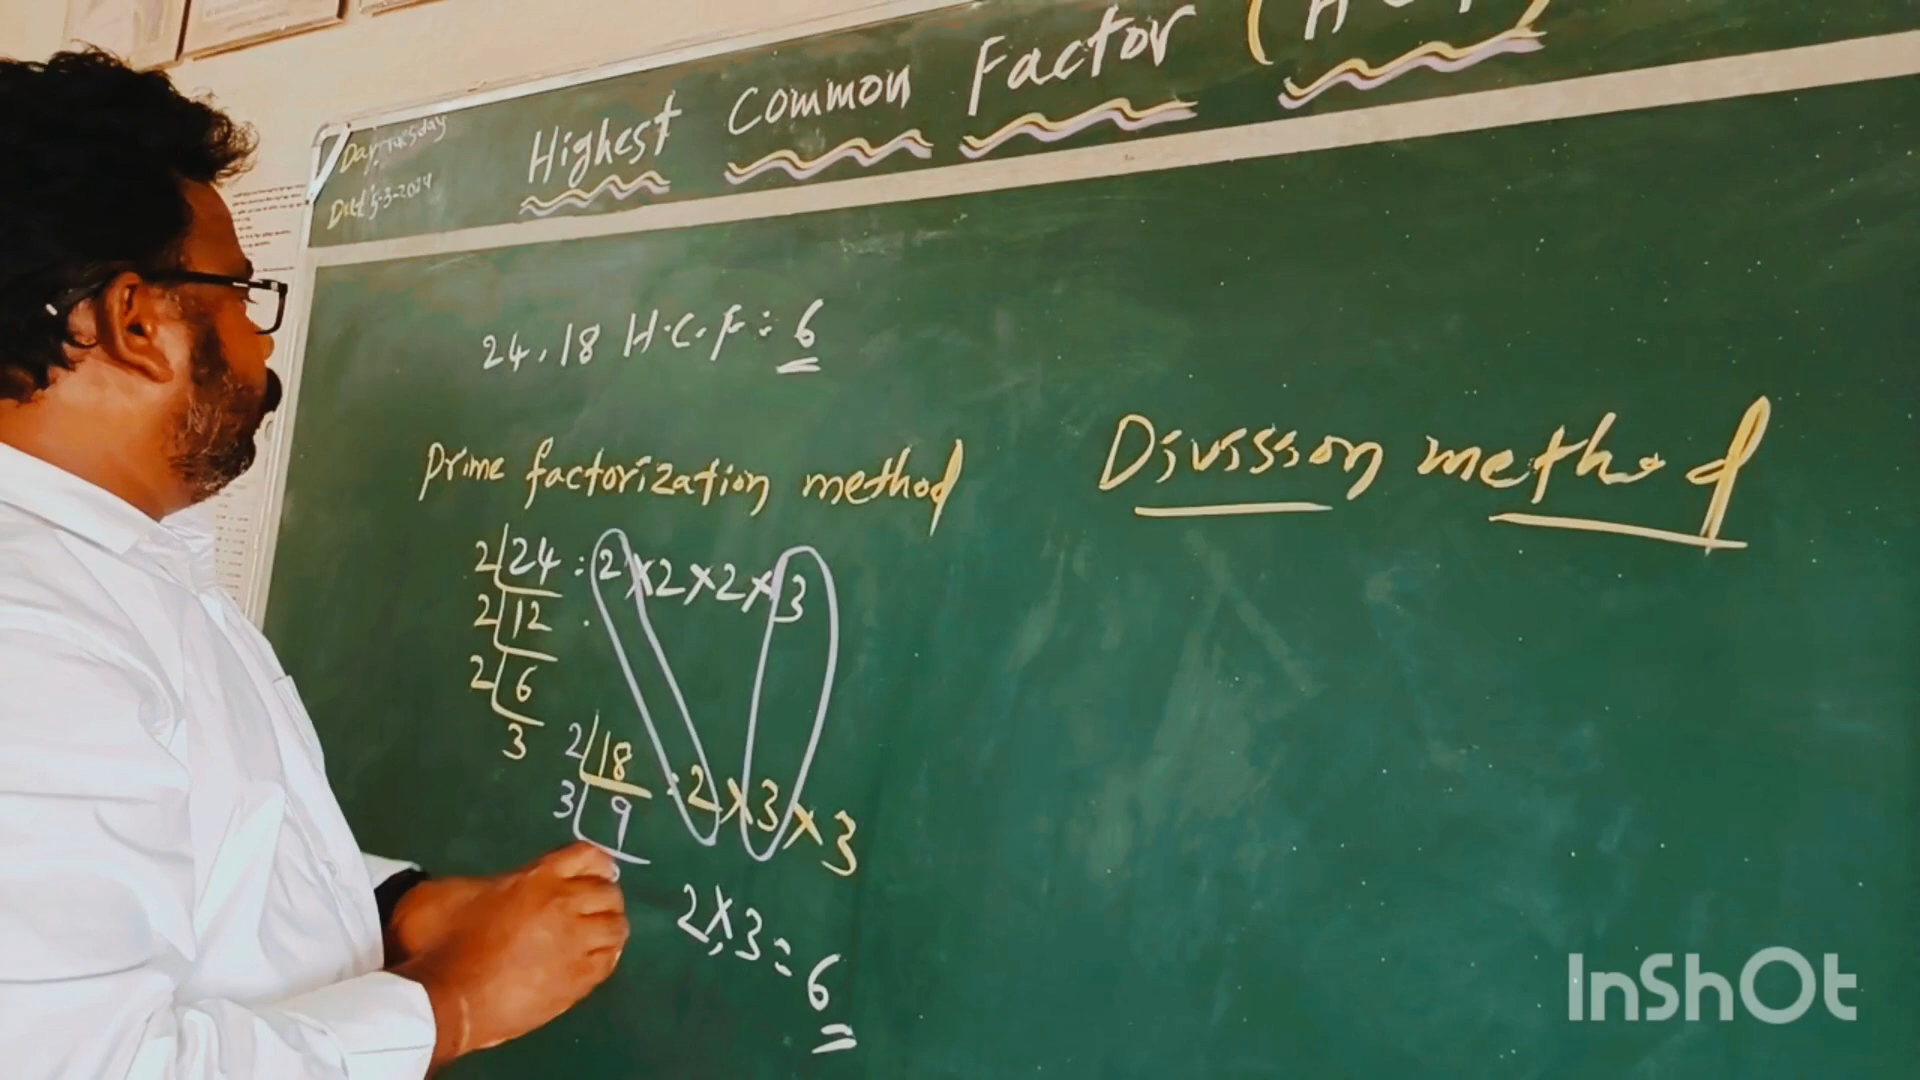 Highest Common Factor (H.C.F)
Day: Tuesday
Date: 5-3-2024
24, 18 H.C.F = 6
Prime factorization method
Division method
2 24 = 2 x 2 x 2 x 3
2 12
2 6
3
2 18 = 2 x 3 x 3
3 9
2 x 3 = 6
InShOt